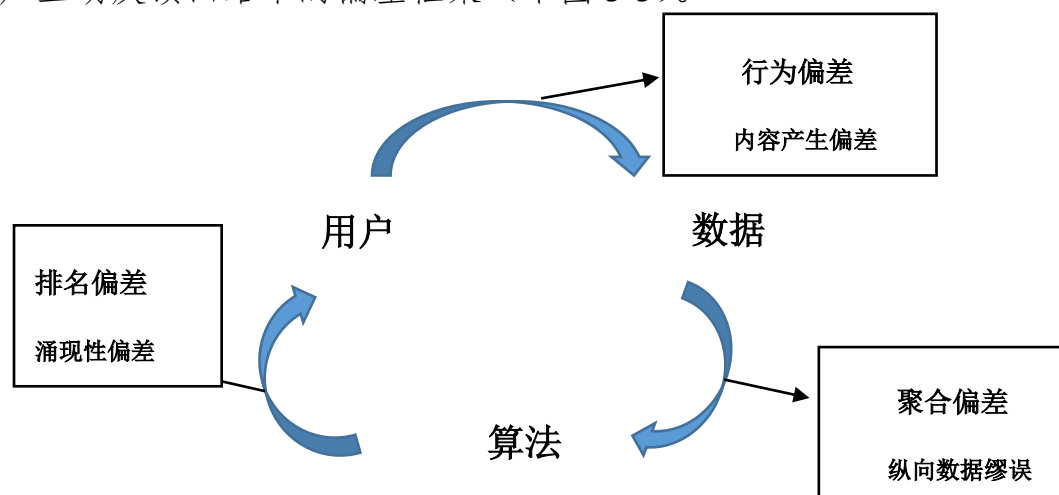 行为偏差
内容产生偏差
用户
数据
排名偏差
涌现性偏差
聚合偏差
算法
纵向数据缪误